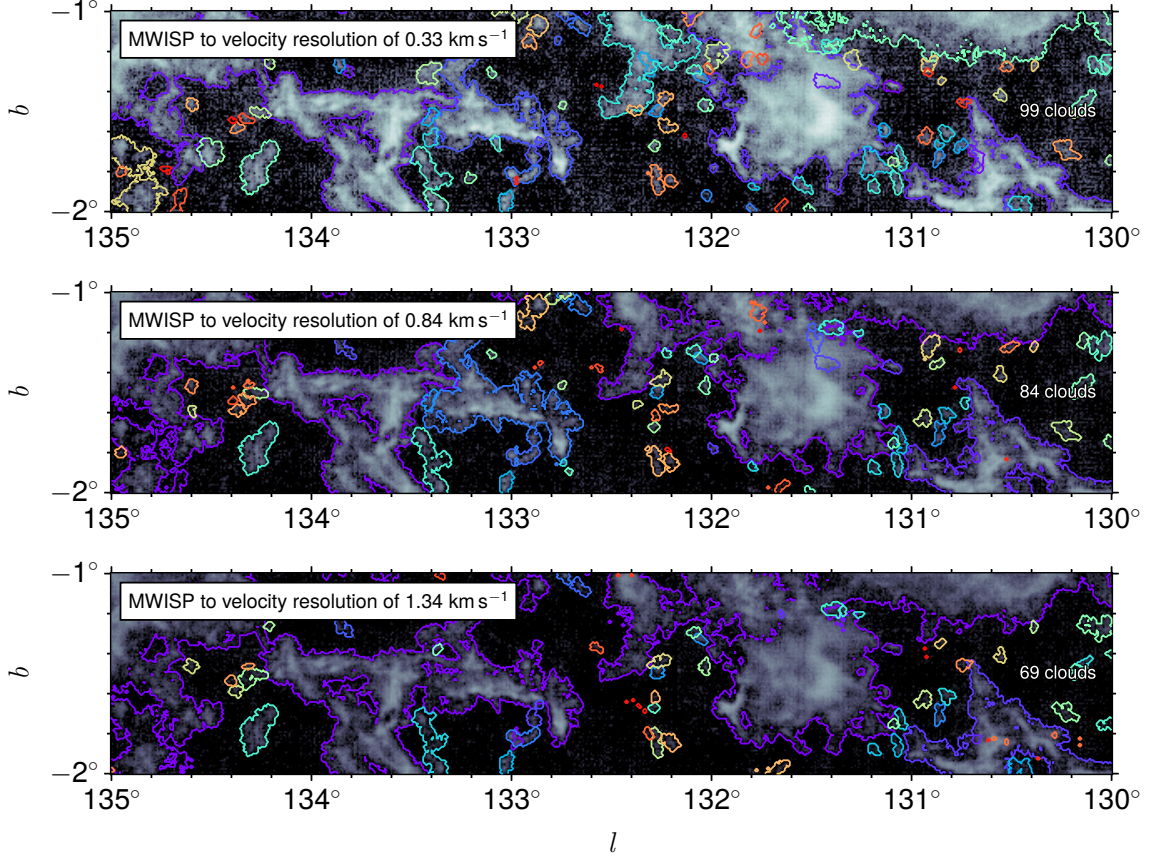 −1°
MWISP to velocity resolution of 0.33 km s⁻¹
b
99 clouds
−2°
135° 134° 133° 132° 131° 130°
−1°
MWISP to velocity resolution of 0.84 km s⁻¹
b
84 clouds
−2°
135° 134° 133° 132° 131° 130°
−1°
MWISP to velocity resolution of 1.34 km s⁻¹
b
69 clouds
−2°
135° 134° 133° 132° 131° 130°
l